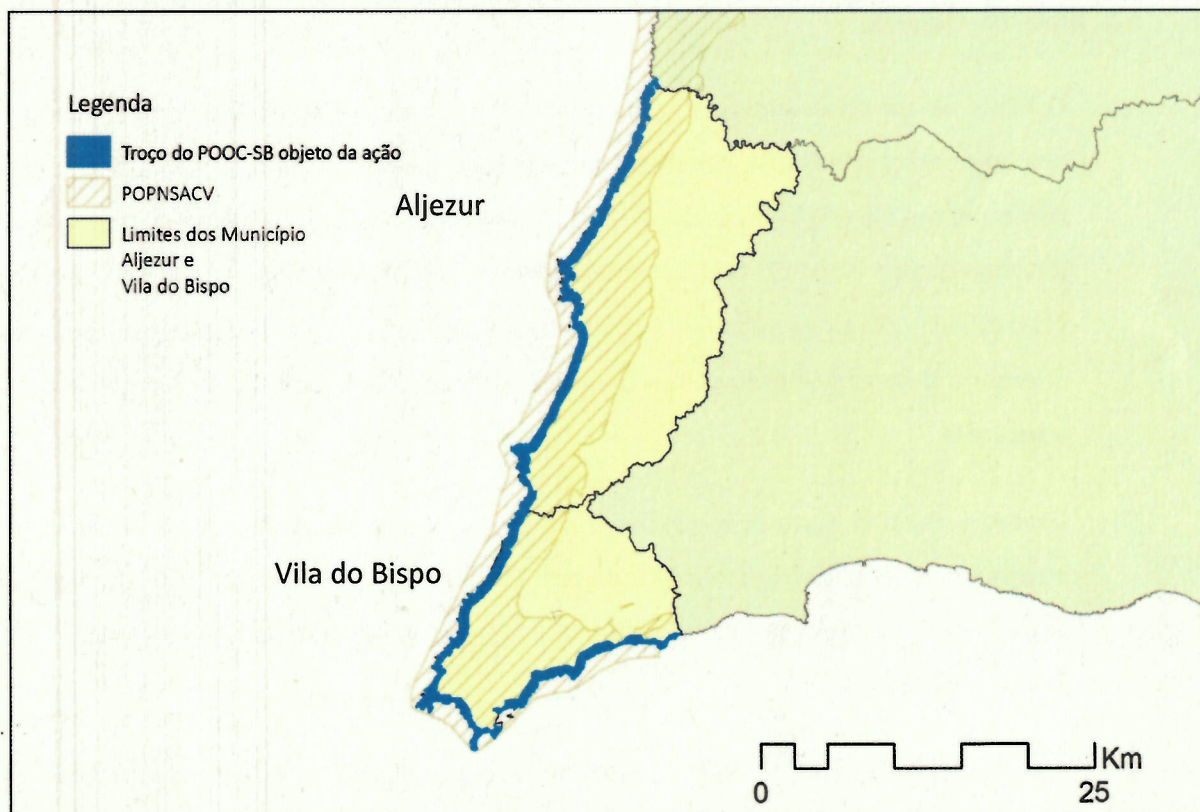 Legenda
Troço do POOC-SB objeto da ação
POPNSACV
Limites dos Município
Aljezur e
Vila do Bispo
Aljezur
Vila do Bispo
Km
0 25